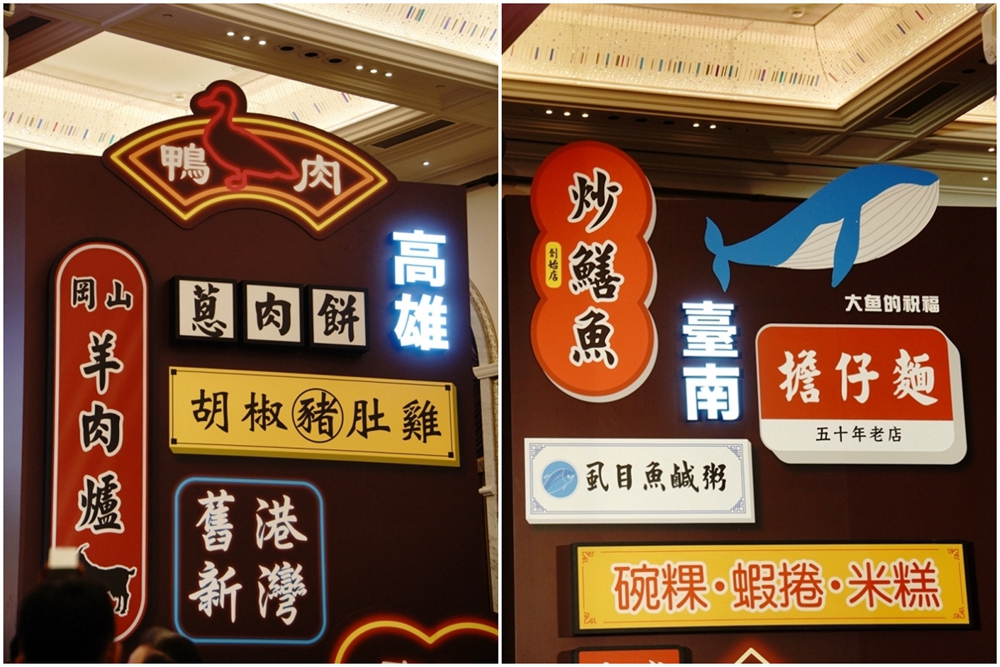 鴨肉
高雄
岡山
羊肉爐
蔥肉餅
胡椒豬肚雞
舊港
新灣
炒鱔魚
創始店
大鱼的祝福
臺南
擔仔麵
五十年老店
虱目魚鹹粥
碗粿·蝦捲·米糕